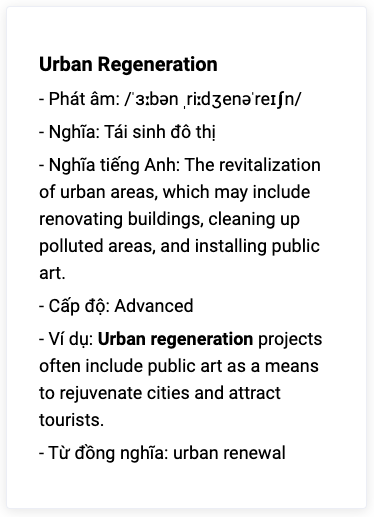 Urban Regeneration
- Phát âm: /ˈɜːbən ˌriːdʒenəˈreɪʃn/
- Nghĩa: Tái sinh đô thị
- Nghĩa tiếng Anh: The revitalization
of urban areas, which may include
renovating buildings, cleaning up
polluted areas, and installing public
art.
- Cấp độ: Advanced
- Ví dụ: Urban regeneration projects
often include public art as a means
to rejuvenate cities and attract
tourists.
- Từ đồng nghĩa: urban renewal